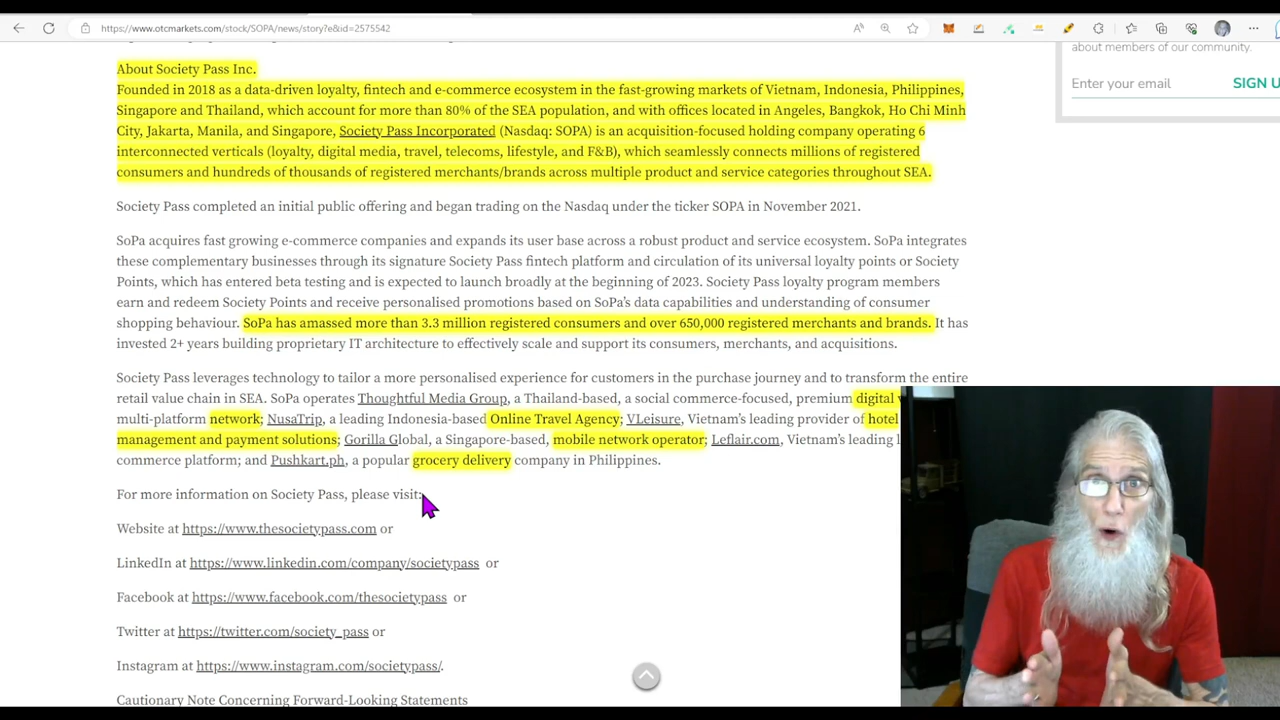 https://www.otcmarkets.com/stock/SOPA/news/story?e&id=2575542
about members of our community.
Enter your email SIGN U
About Society Pass Inc.
Founded in 2018 as a data-driven loyalty, fintech and e-commerce ecosystem in the fast-growing markets of Vietnam, Indonesia, Philippines,
Singapore and Thailand, which account for more than 80% of the SEA population, and with offices located in Angeles, Bangkok, Ho Chi Minh
City, Jakarta, Manila, and Singapore, Society Pass Incorporated (Nasdaq: SOPA) is an acquisition-focused holding company operating 6
interconnected verticals (loyalty, digital media, travel, telecoms, lifestyle, and F&B), which seamlessly connects millions of registered
consumers and hundreds of thousands of registered merchants/brands across multiple product and service categories throughout SEA.
Society Pass completed an initial public offering and began trading on the Nasdaq under the ticker SOPA in November 2021.
SoPa acquires fast growing e-commerce companies and expands its user base across a robust product and service ecosystem. SoPa integrates
these complementary businesses through its signature Society Pass fintech platform and circulation of its universal loyalty points or Society
Points, which has entered beta testing and is expected to launch broadly at the beginning of 2023. Society Pass loyalty program members
earn and redeem Society Points and receive personalised promotions based on SoPa's data capabilities and understanding of consumer
shopping behaviour. SoPa has amassed more than 3.3 million registered consumers and over 650,000 registered merchants and brands. It has
invested 2+ years building proprietary IT architecture to effectively scale and support its consumers, merchants, and acquisitions.
Society Pass leverages technology to tailor a more personalised experience for customers in the purchase journey and to transform the entire
retail value chain in SEA. SoPa operates Thoughtful Media Group, a Thailand-based, a social commerce-focused, premium digital
multi-platform network; NusaTrip, a leading Indonesia-based Online Travel Agency; VLeisure, Vietnam's leading provider of hotel
management and payment solutions; Gorilla Global, a Singapore-based, mobile network operator; Leflair.com, Vietnam's leading
commerce platform; and Pushkart.ph, a popular grocery delivery company in Philippines.
For more information on Society Pass, please visit:
Website at https://www.thesocietypass.com or
LinkedIn at https://www.linkedin.com/company/societypass or
Facebook at https://www.facebook.com/thesocietypass or
Twitter at https://twitter.com/society_pass or
Instagram at https://www.instagram.com/societypass/.
Cautionary Note Concerning Forward-Looking Statements